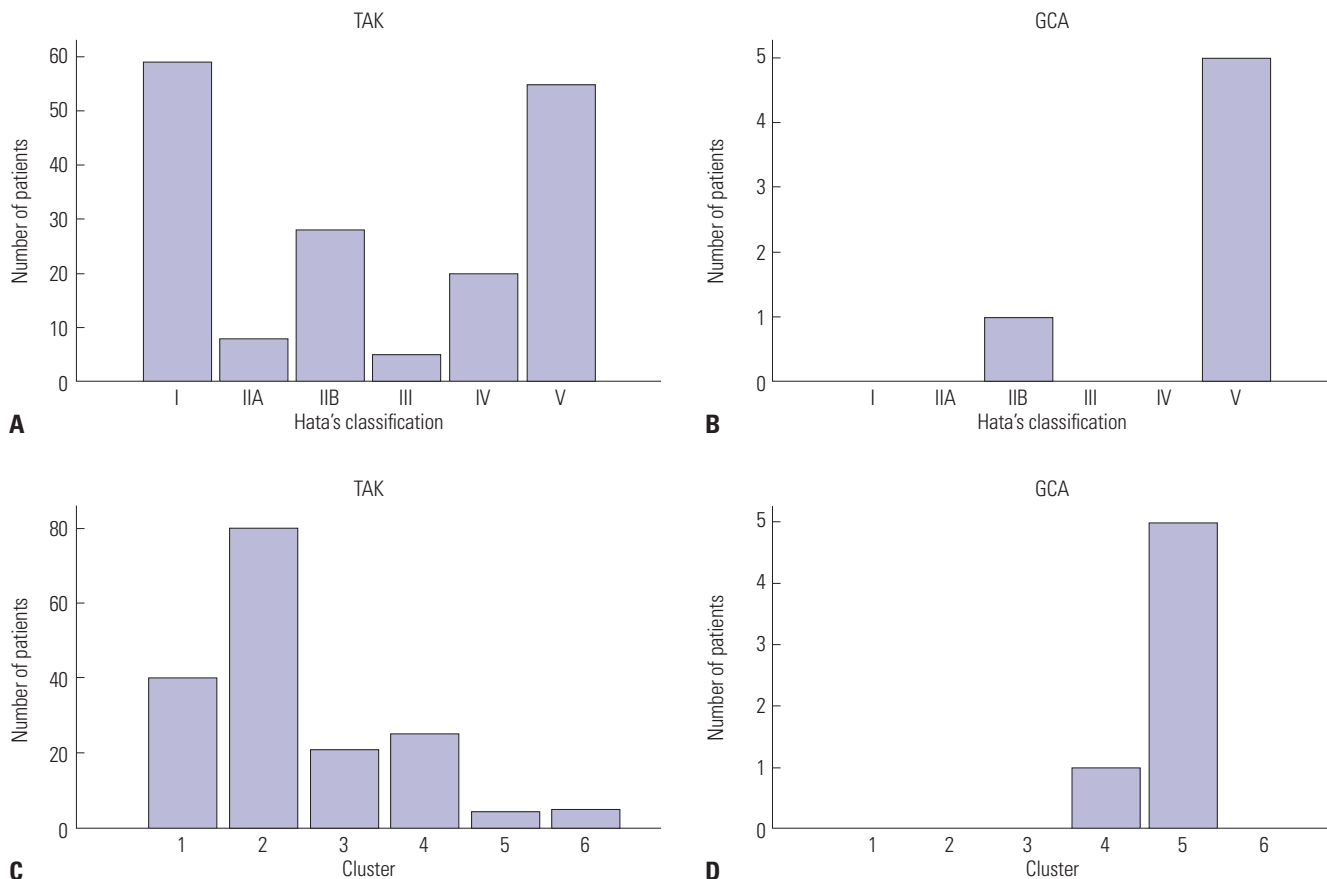 TAK
60
50
40
30
20
10
0
Number of patients
I IIA IIB III IV V
Hata's classification
A
GCA
5
4
3
2
1
0
Number of patients
I IIA IIB III IV V
Hata's classification
B
TAK
80
60
40
20
0
Number of patients
1 2 3 4 5 6
Cluster
C
GCA
5
4
3
2
1
0
Number of patients
1 2 3 4 5 6
Cluster
D